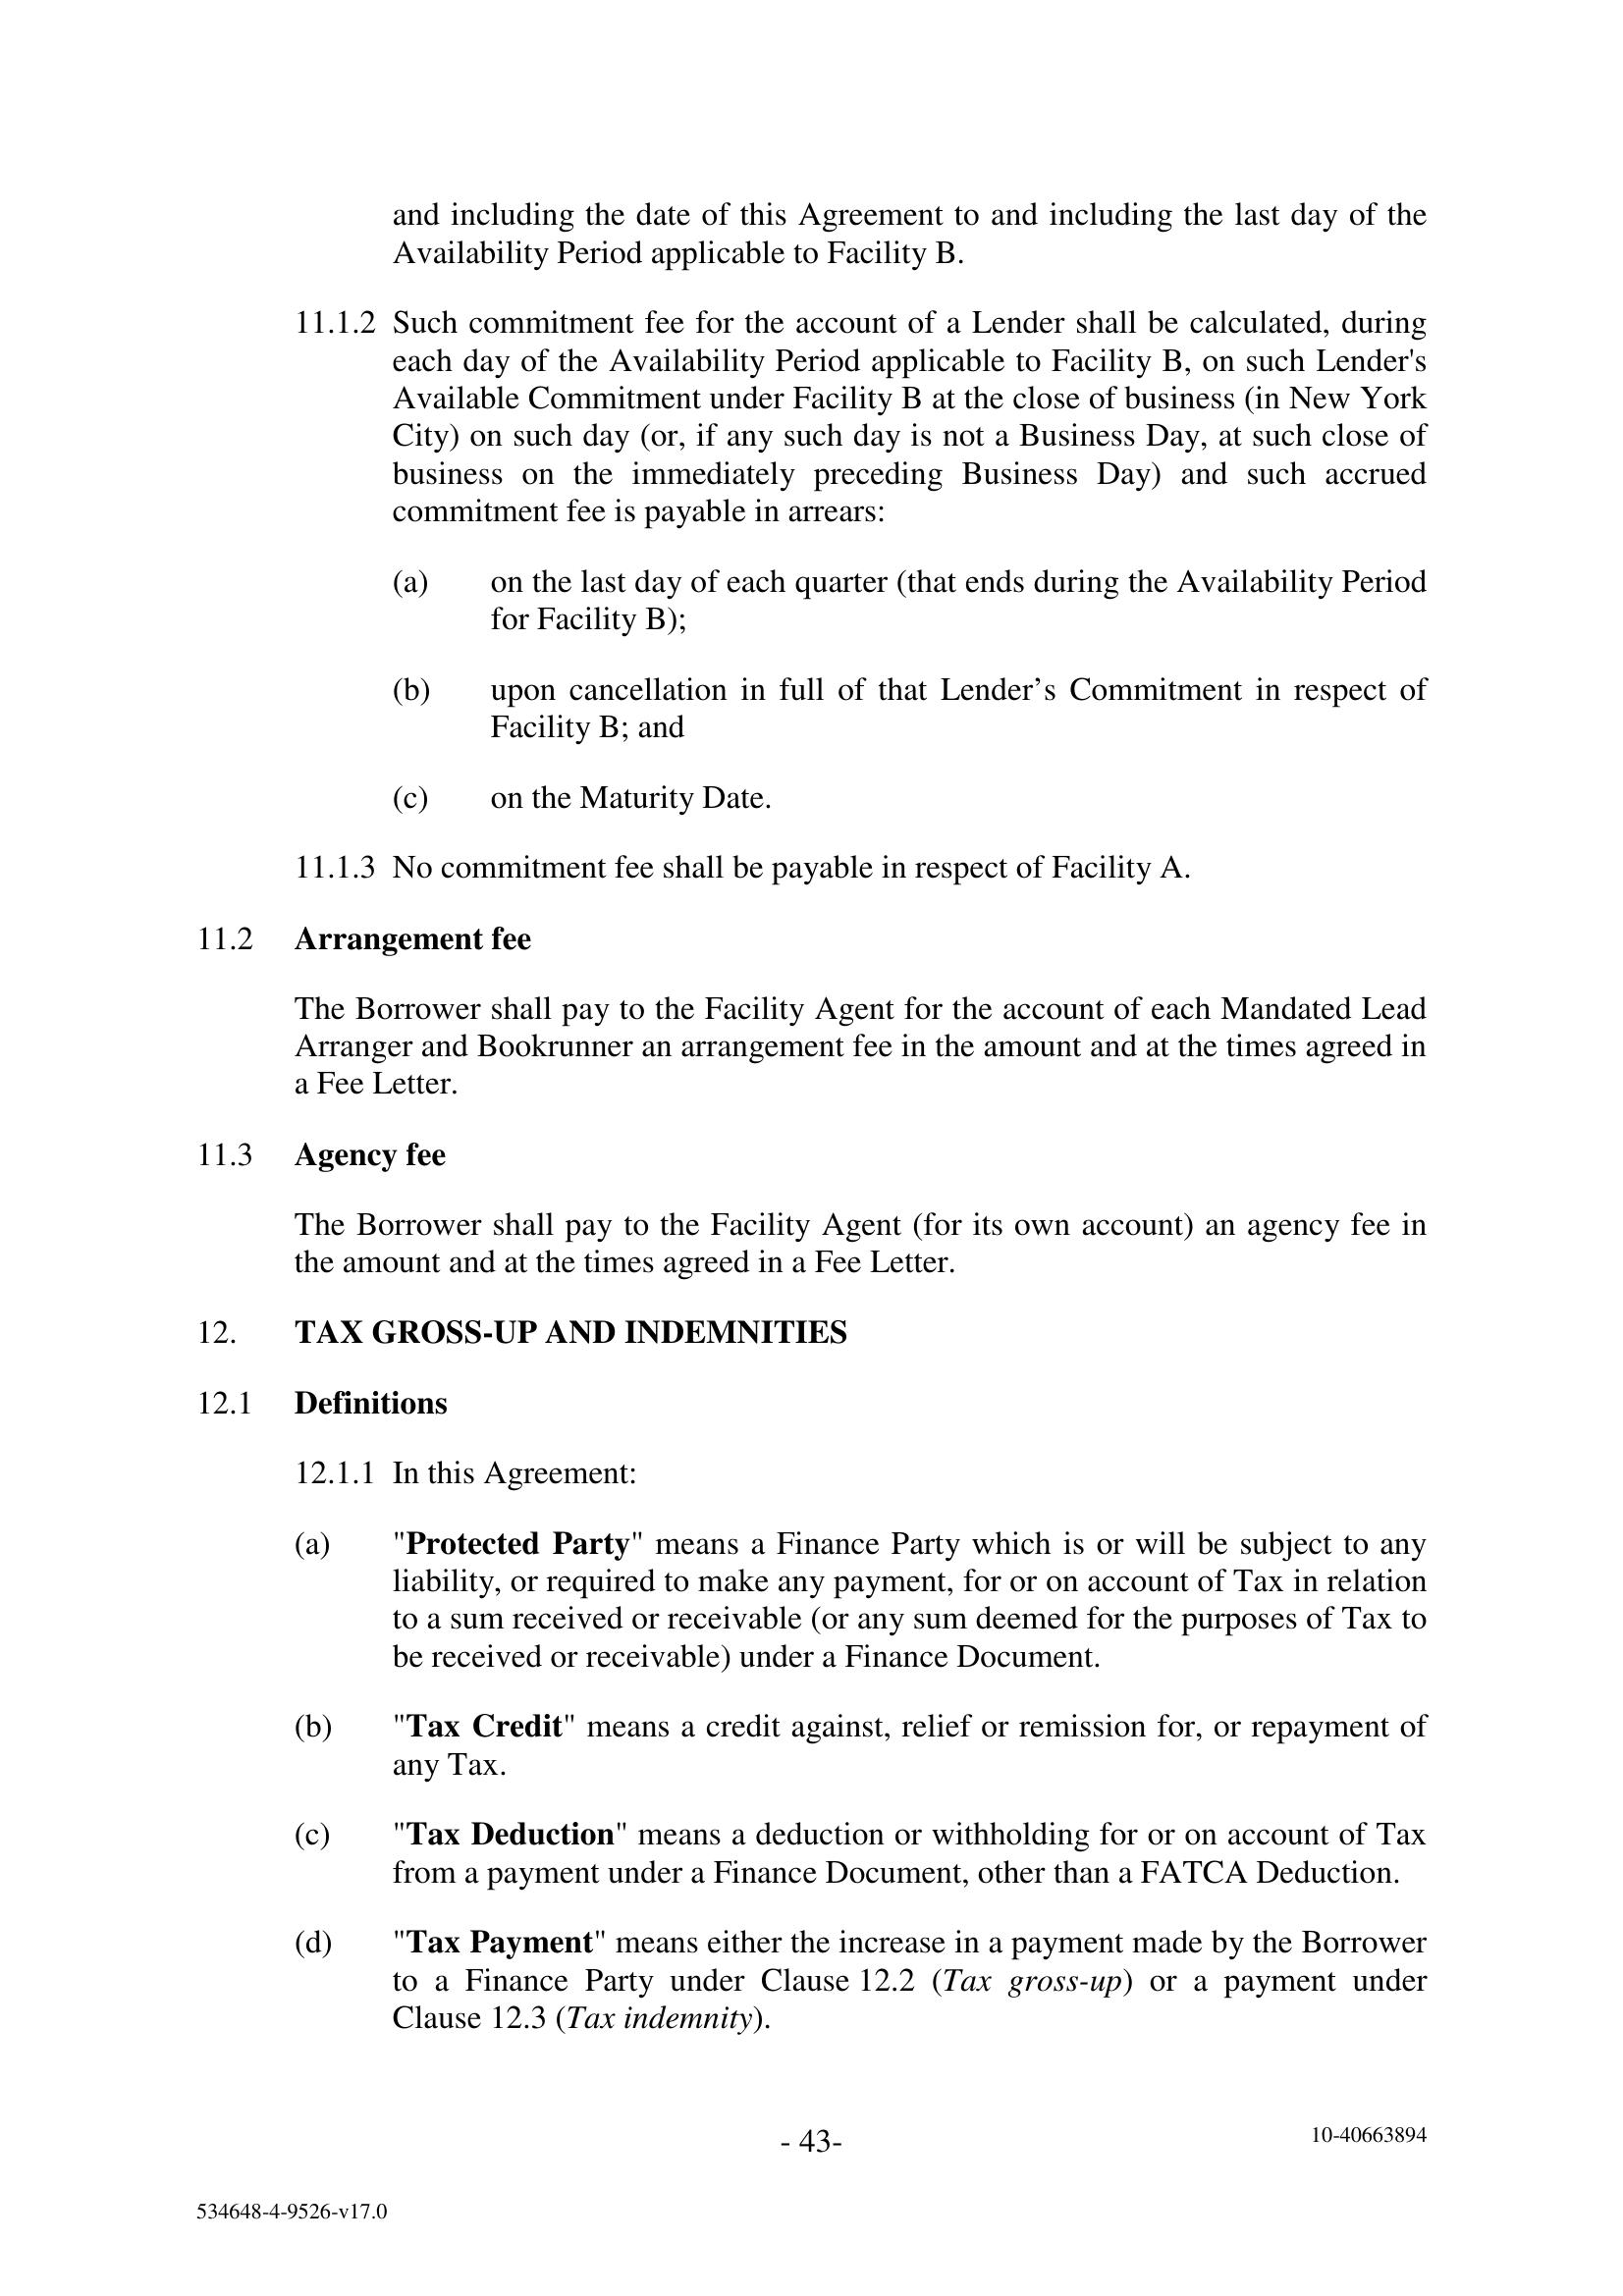 and including the date of this Agreement to and including the last day of the
Availability Period applicable to Facility B.
11.1.2 Such commitment fee for the account of a Lender shall be calculated, during
each day of the Availability Period applicable to Facility B, on such Lender's
Available Commitment under Facility B at the close of business (in New York
City) on such day (or, if any such day is not a Business Day, at such close of
business on the immediately preceding Business Day) and such accrued
commitment fee is payable in arrears:
(a) on the last day of each quarter (that ends during the Availability Period
for Facility B);
(b) upon cancellation in full of that Lender’s Commitment in respect of
Facility B; and
(c) on the Maturity Date.
11.1.3 No commitment fee shall be payable in respect of Facility A.
11.2 Arrangement fee
The Borrower shall pay to the Facility Agent for the account of each Mandated Lead
Arranger and Bookrunner an arrangement fee in the amount and at the times agreed in
a Fee Letter.
11.3 Agency fee
The Borrower shall pay to the Facility Agent (for its own account) an agency fee in
the amount and at the times agreed in a Fee Letter.
12. TAX GROSS-UP AND INDEMNITIES
12.1 Definitions
12.1.1 In this Agreement:
(a) "Protected Party" means a Finance Party which is or will be subject to any
liability, or required to make any payment, for or on account of Tax in relation
to a sum received or receivable (or any sum deemed for the purposes of Tax to
be received or receivable) under a Finance Document.
(b) "Tax Credit" means a credit against, relief or remission for, or repayment of
any Tax.
(c) "Tax Deduction" means a deduction or withholding for or on account of Tax
from a payment under a Finance Document, other than a FATCA Deduction.
(d) "Tax Payment" means either the increase in a payment made by the Borrower
to a Finance Party under Clause 12.2 (Tax gross-up) or a payment under
Clause 12.3 (Tax indemnity).
- 43-
10-40663894
534648-4-9526-v17.0